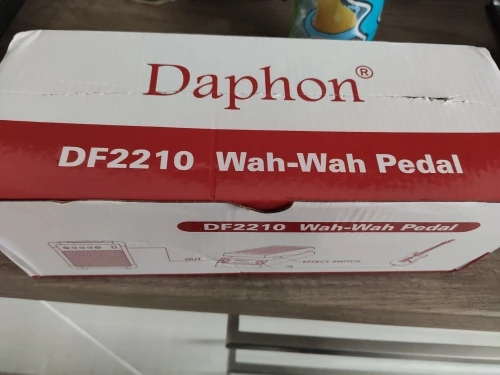 Daphon®
DF2210 Wah-Wah Pedal
DF2210 Wah-Wah Pedal
OUT
EFFECT SWITCH